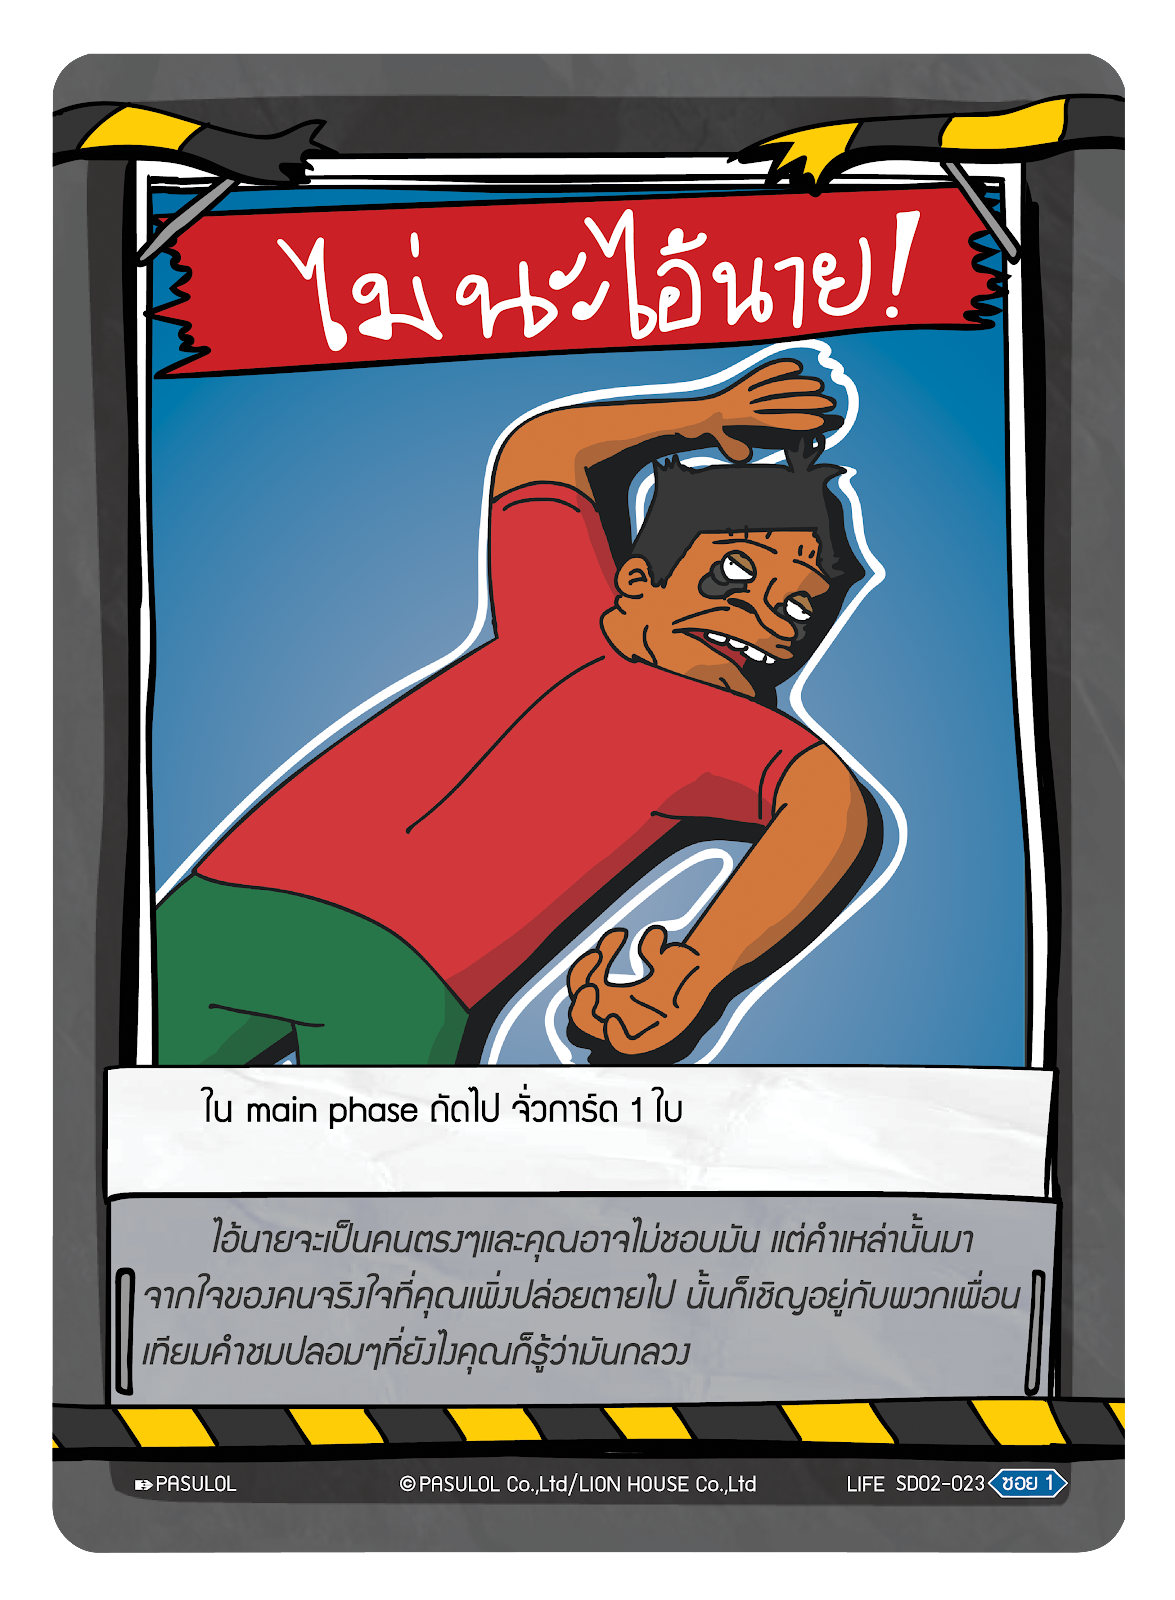 ไม่นะไอ้นาย!
ใน main phase ถัดไป จั่วการ์ด 1 ใบ
ไอ้นายจะเป็นคนตรงๆและคุณอาจไม่ชอบมัน แต่คำเหล่านั้นมา
จากใจของคนจริงใจที่คุณเพิ่งปล่อยตายไป นั้นก็เชิญอยู่กับพวกเพื่อน
เทียมคำชมปลอมๆที่ยังไงคุณก็รู้ว่ามันกลวง
PASULOL ©PASULOL Co.,Ltd/LION HOUSE Co.,Ltd LIFE SD02-023 ซอย 1